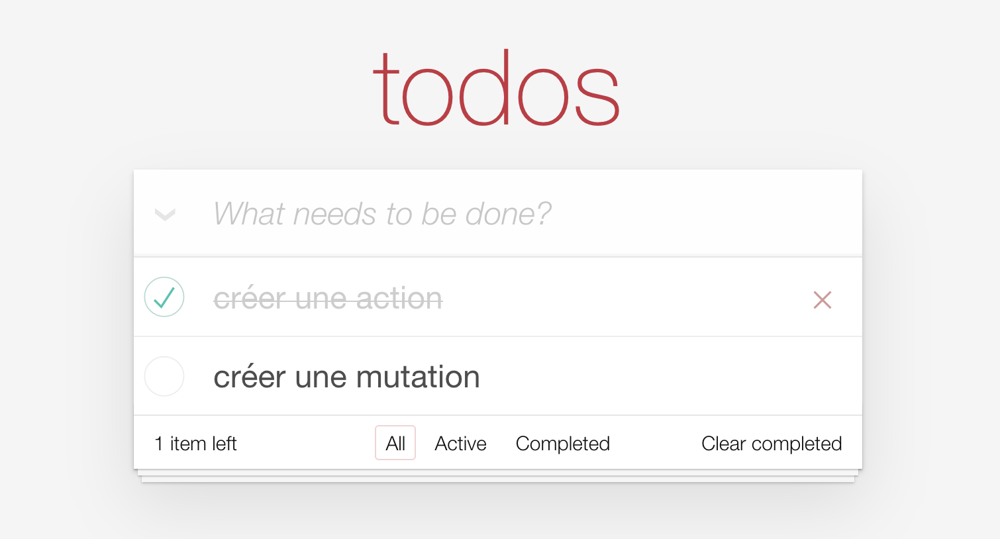 todos
What needs to be done?
créer une action
créer une mutation
1 item left All Active Completed Clear completed